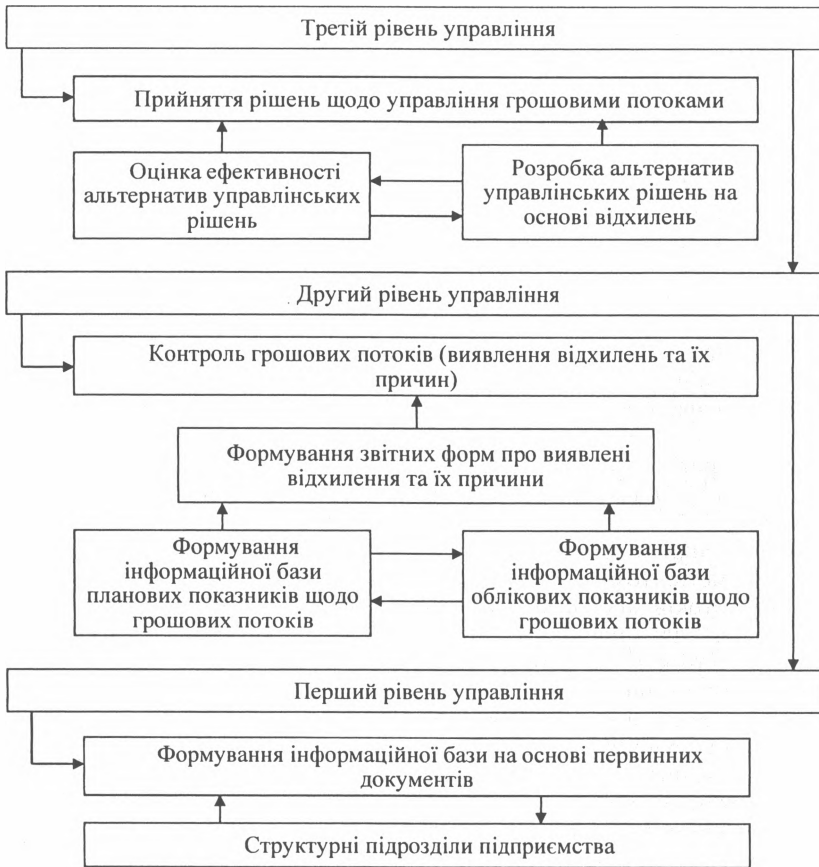 Третій рівень управління
Прийняття рішень щодо управління грошовими потоками
Оцінка ефективності
альтернатив управлінських
рішень
Розробка альтернатив
управлінських рішень на
основі відхилень
Другий рівень управління
Контроль грошових потоків (виявлення відхилень та їх
причин)
Формування звітних форм про виявлені
відхилення та їх причини
Формування
інформаційної бази
планових показників щодо
грошових потоків
Формування
інформаційної бази
облікових показників щодо
грошових потоків
Перший рівень управління
Формування інформаційної бази на основі первинних
документів
Структурні підрозділи підприємства